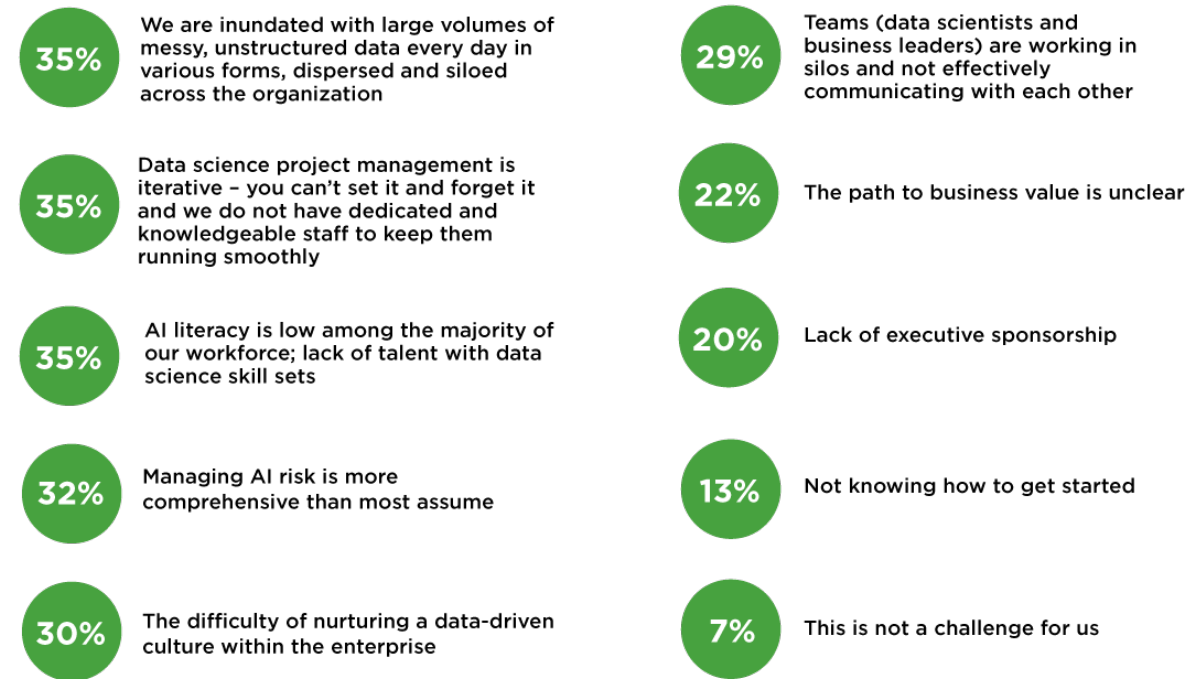 35%
We are inundated with large volumes of
messy, unstructured data every day in
various forms, dispersed and siloed
across the organization
35%
Data science project management is
iterative – you can’t set it and forget it
and we do not have dedicated and
knowledgeable staff to keep them
running smoothly
35%
AI literacy is low among the majority of
our workforce; lack of talent with data
science skill sets
32%
Managing AI risk is more
comprehensive than most assume
30%
The difficulty of nurturing a data-driven
culture within the enterprise
29%
Teams (data scientists and
business leaders) are working in
silos and not effectively
communicating with each other
22%
The path to business value is unclear
20%
Lack of executive sponsorship
13%
Not knowing how to get started
7%
This is not a challenge for us